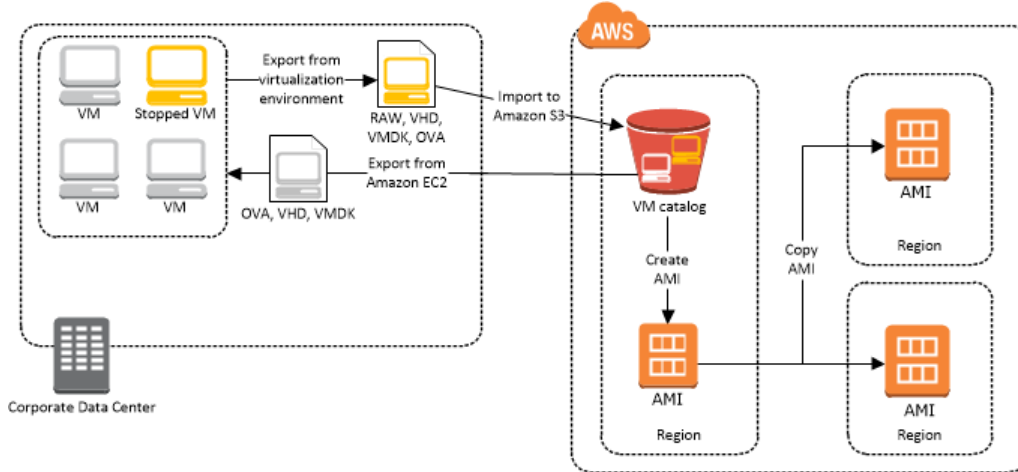 AWS
VM
Stopped VM
VM
VM
Export from
virtualization
environment
RAW, VHD,
VMDK, OVA
Import to
Amazon S3
Export from
Amazon EC2
OVA, VHD, VMDK
Corporate Data Center
VM catalog
Create
AMI
AMI
Region
Copy
AMI
AMI
Region
AMI
Region